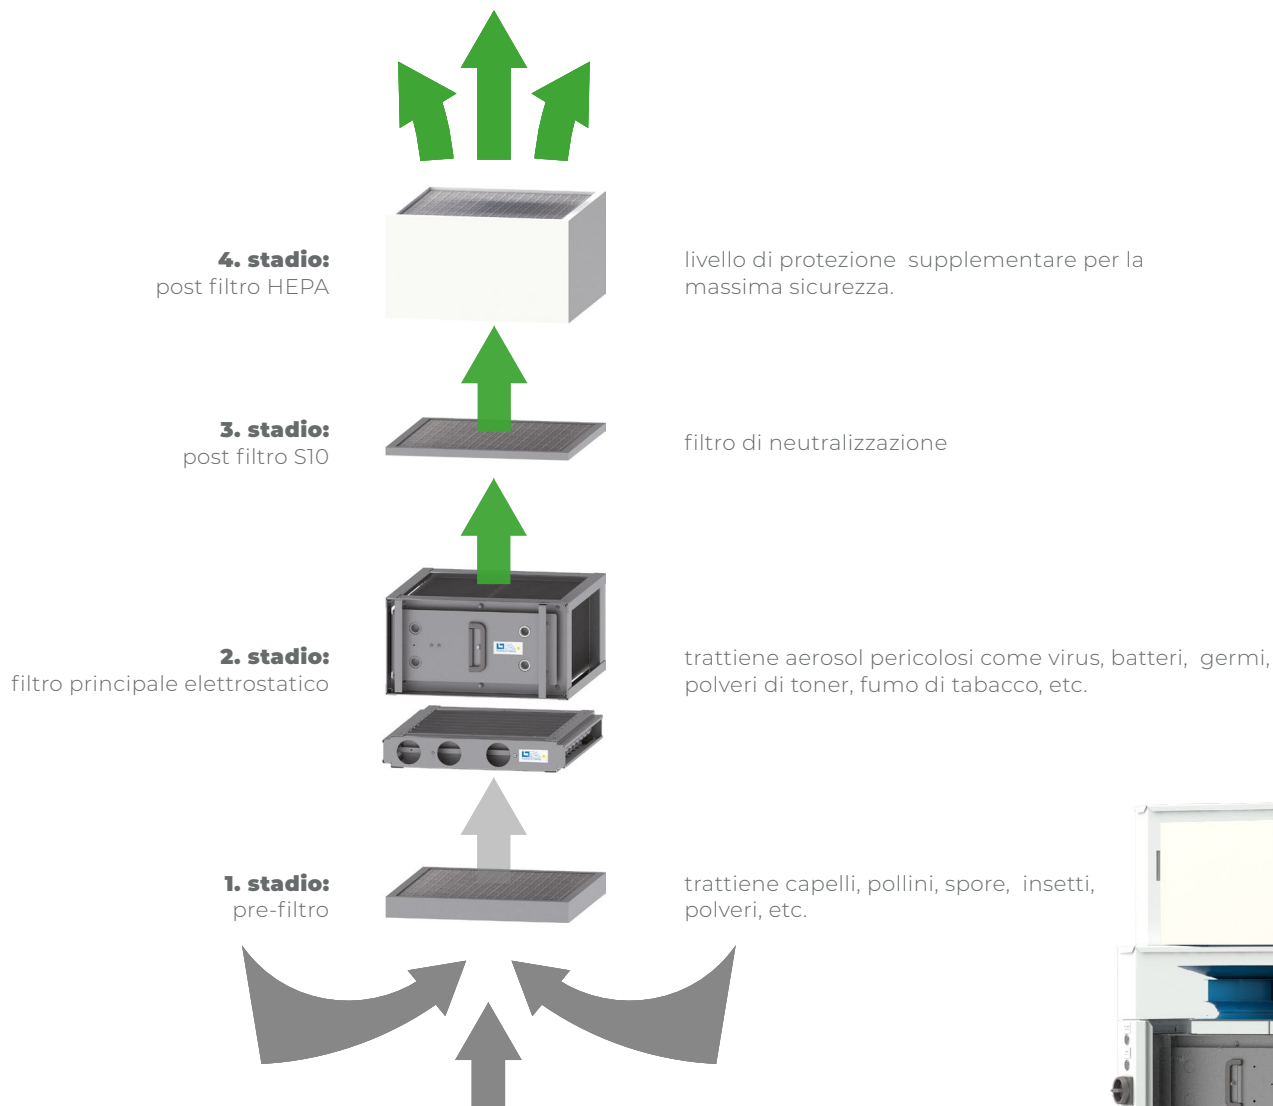 4. stadio:
post filtro HEPA
livello di protezione supplementare per la
massima sicurezza.
3. stadio:
post filtro S10
filtro di neutralizzazione
2. stadio:
filtro principale elettrostatico
trattiene aerosol pericolosi come virus, batteri, germi,
polveri di toner, fumo di tabacco, etc.
1. stadio:
pre-filtro
trattiene capelli, pollini, spore, insetti,
polveri, etc.